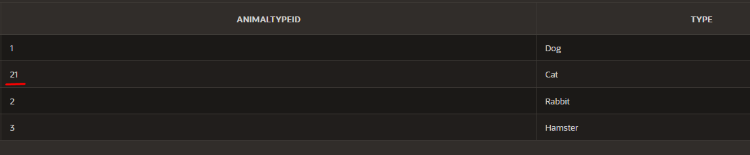 ANIMALTYPEID TYPE
1 Dog
21 Cat
2 Rabbit
3 Hamster